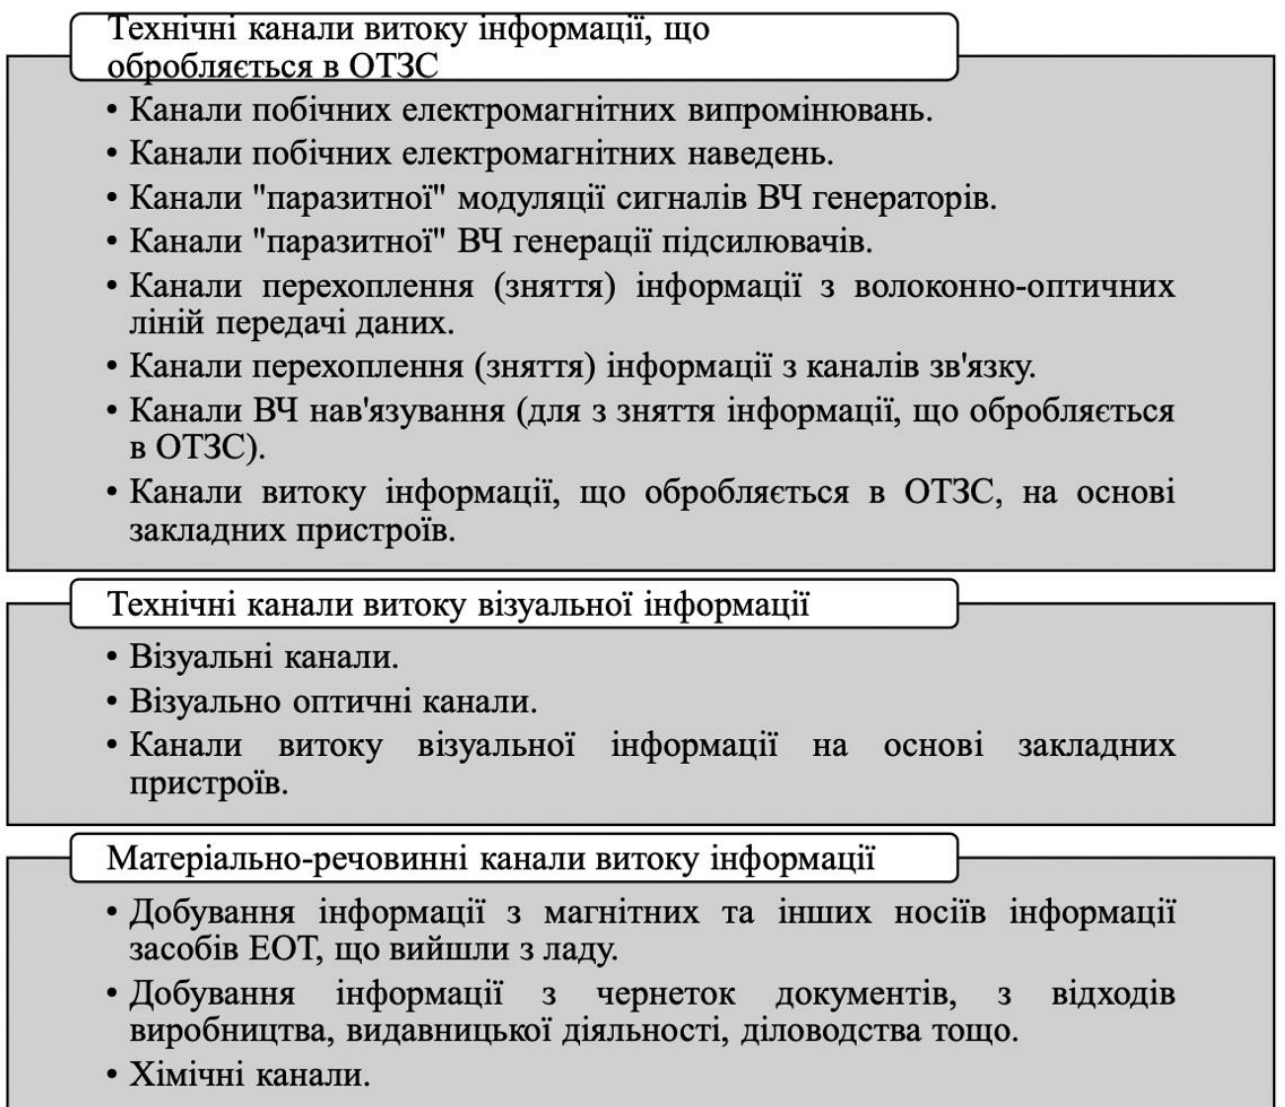 Технічні канали витоку інформації, що
обробляється в ОТЗС
• Канали побічних електромагнітних випромінювань.
• Канали побічних електромагнітних наведень.
• Канали "паразитної" модуляції сигналів ВЧ генераторів.
• Канали "паразитної" ВЧ генерації підсилювачів.
• Канали перехоплення (зняття) інформації з волоконно-оптичних
ліній передачі даних.
• Канали перехоплення (зняття) інформації з каналів зв'язку.
• Канали ВЧ нав'язування (для з зняття інформації, що обробляється
в ОТЗС).
• Канали витоку інформації, що обробляється в ОТЗС, на основі
закладних пристроїв.
Технічні канали витоку візуальної інформації
• Візуальні канали.
• Візуально оптичні канали.
• Канали витоку візуальної інформації на основі закладних
пристроїв.
Матеріально-речовинні канали витоку інформації
• Добування інформації з магнітних та інших носіїв інформації
засобів ЕОТ, що вийшли з ладу.
• Добування інформації з чернеток документів, з відходів
виробництва, видавницької діяльності, діловодства тощо.
• Хімічні канали.